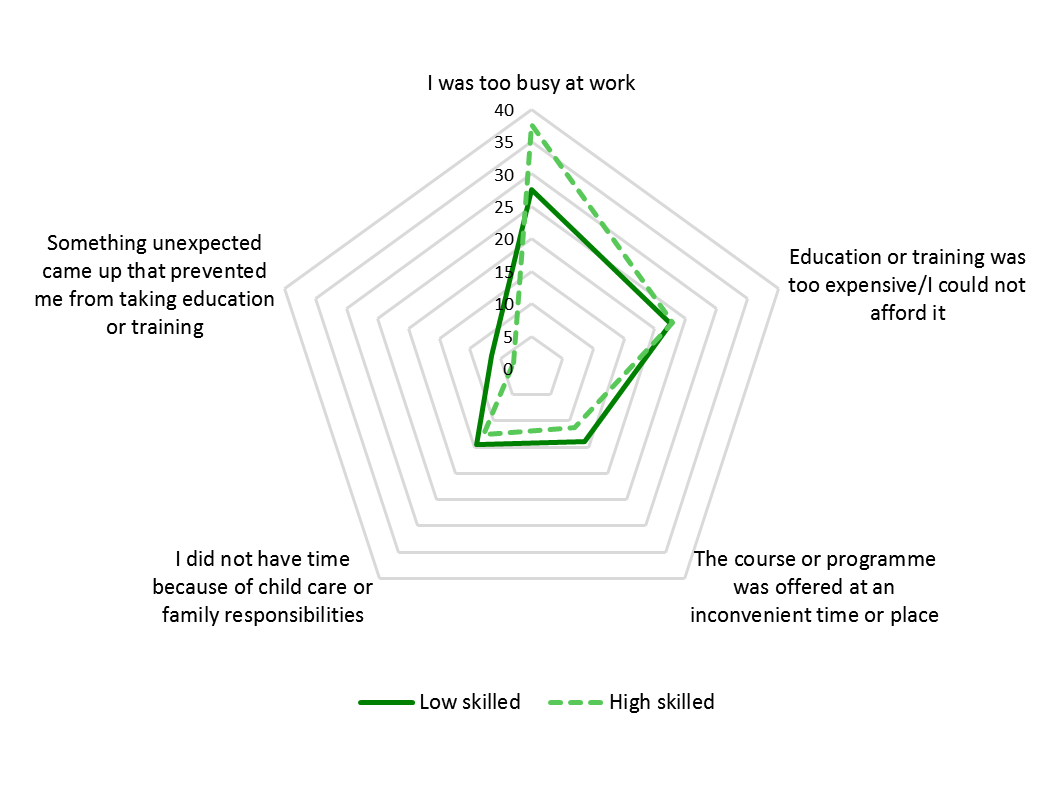 I was too busy at work
40
35
30
25
20
15
10
5
0
Something unexpected
came up that prevented
me from taking education
or training
Education or training was
too expensive/I could not
afford it
I did not have time
because of child care or
family responsibilities
The course or programme
was offered at an
inconvenient time or place
Low skilled
High skilled